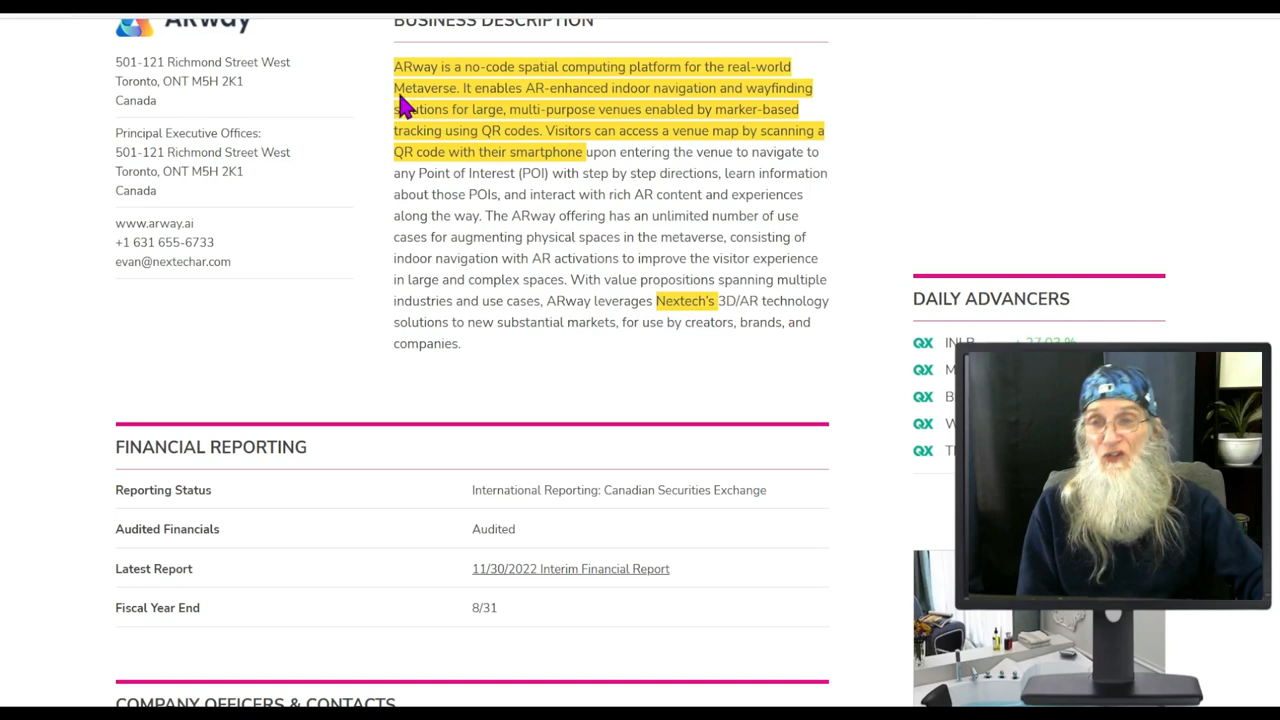 ARway
501-121 Richmond Street West
Toronto, ONT M5H 2K1
Canada
Principal Executive Offices:
501-121 Richmond Street West
Toronto, ONT M5H 2K1
Canada
www.arway.ai
+1 631 655-6733
evan@nextechar.com
BUSINESS DESCRIPTION
ARway is a no-code spatial computing platform for the real-world
Metaverse. It enables AR-enhanced indoor navigation and wayfinding
solutions for large, multi-purpose venues enabled by marker-based
tracking using QR codes. Visitors can access a venue map by scanning a
QR code with their smartphone upon entering the venue to navigate to
any Point of Interest (POI) with step by step directions, learn information
about those POIs, and interact with rich AR content and experiences
along the way. The ARway offering has an unlimited number of use
cases for augmenting physical spaces in the metaverse, consisting of
indoor navigation with AR activations to improve the visitor experience
in large and complex spaces. With value propositions spanning multiple
industries and use cases, ARway leverages Nextech's 3D/AR technology
solutions to new substantial markets, for use by creators, brands, and
companies.
FINANCIAL REPORTING
Reporting Status International Reporting: Canadian Securities Exchange
Audited Financials Audited
Latest Report 11/30/2022 Interim Financial Report
Fiscal Year End 8/31
COMPANY OFFICERS & CONTACTS
DAILY ADVANCERS
QX
QX
QX
QX
QX